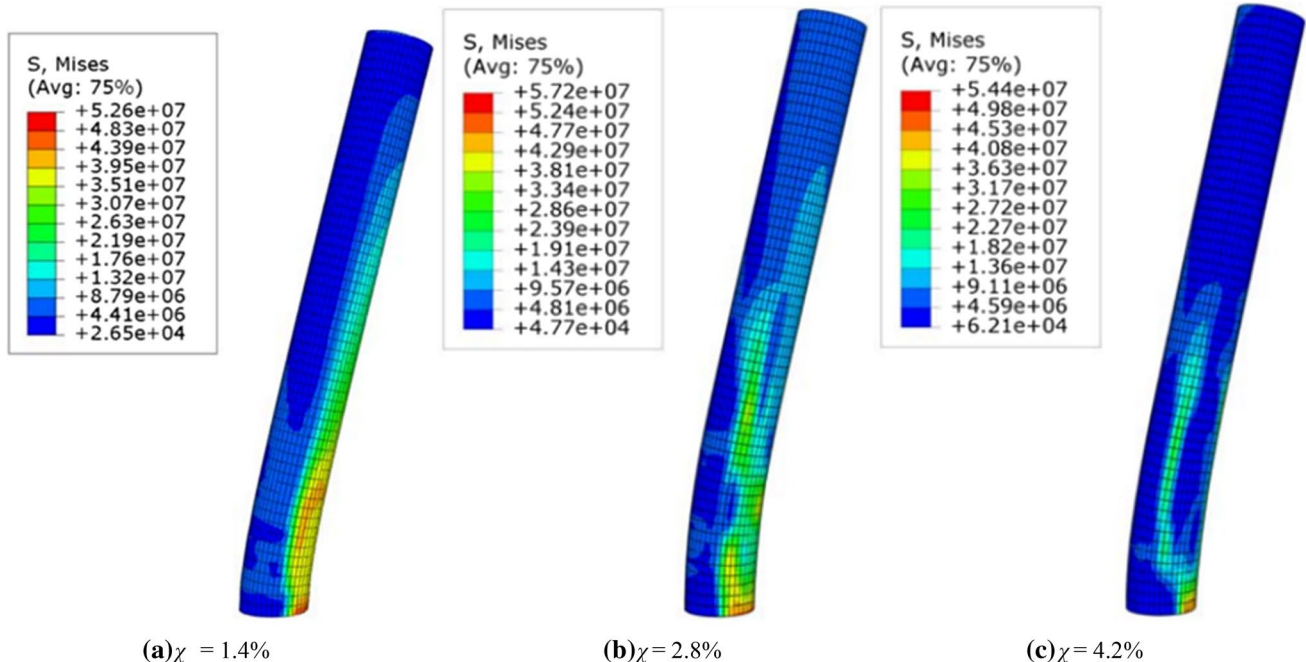 S, Mises
(Avg: 75%)
+5.26e+07
+4.83e+07
+4.39e+07
+3.95e+07
+3.51e+07
+3.07e+07
+2.63e+07
+2.19e+07
+1.76e+07
+1.32e+07
+8.79e+06
+4.41e+06
+2.65e+04
S, Mises
(Avg: 75%)
+5.72e+07
+5.24e+07
+4.77e+07
+4.29e+07
+3.81e+07
+3.34e+07
+2.86e+07
+2.39e+07
+1.91e+07
+1.43e+07
+9.57e+06
+4.81e+06
+4.77e+04
S, Mises
(Avg: 75%)
+5.44e+07
+4.98e+07
+4.53e+07
+4.08e+07
+3.63e+07
+3.17e+07
+2.72e+07
+2.27e+07
+1.82e+07
+1.36e+07
+9.11e+06
+4.59e+06
+6.21e+04
(a) χ = 1.4%
(b) χ = 2.8%
(c) χ = 4.2%